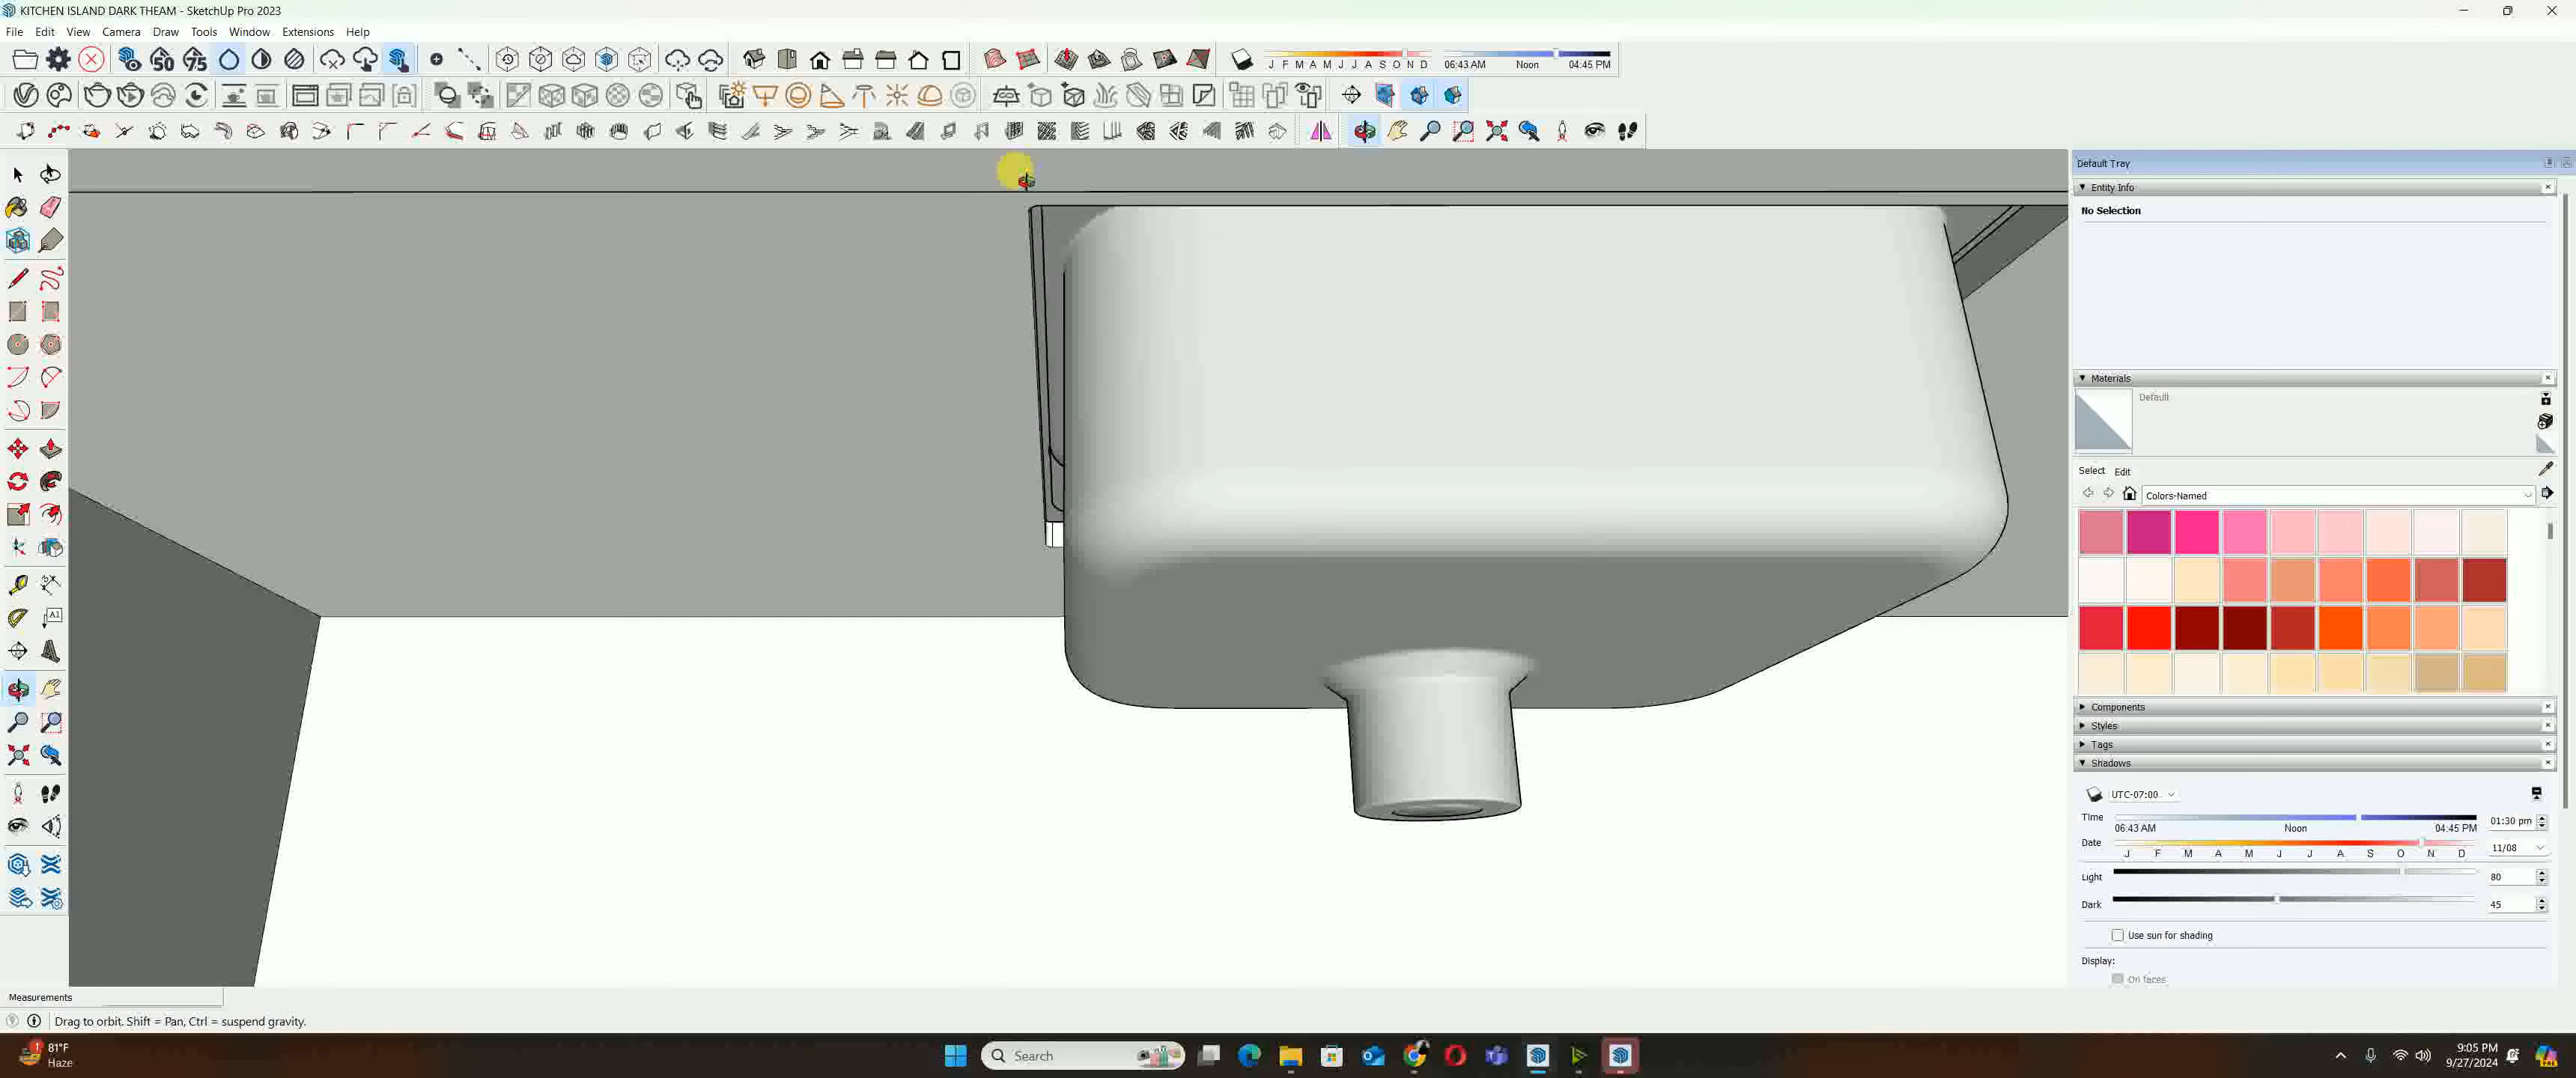 KITCHEN ISLAND DARK THEAM - SketchUp Pro 2023
File Edit View Camera Draw Tools Window Extensions Help
50 75
J F M A M J J A S O N D 06:43 AM Noon 04:45 PM
Default Tray
Entity Info
No Selection
Materials
Default
Select Edit
Colors-Named
A1
Components
Styles
Tags
Shadows
UTC-07:00
Time 06:43 AM Noon 04:45 PM 01:30 pm
Date J F M A M J J A S O N D 11/08
Light 80
Dark 45
Use sun for shading
Display:
On faces
Measurements
Drag to orbit. Shift = Pan, Ctrl = suspend gravity.
1 81°F
Haze
Search
9:05 PM
9/27/2024